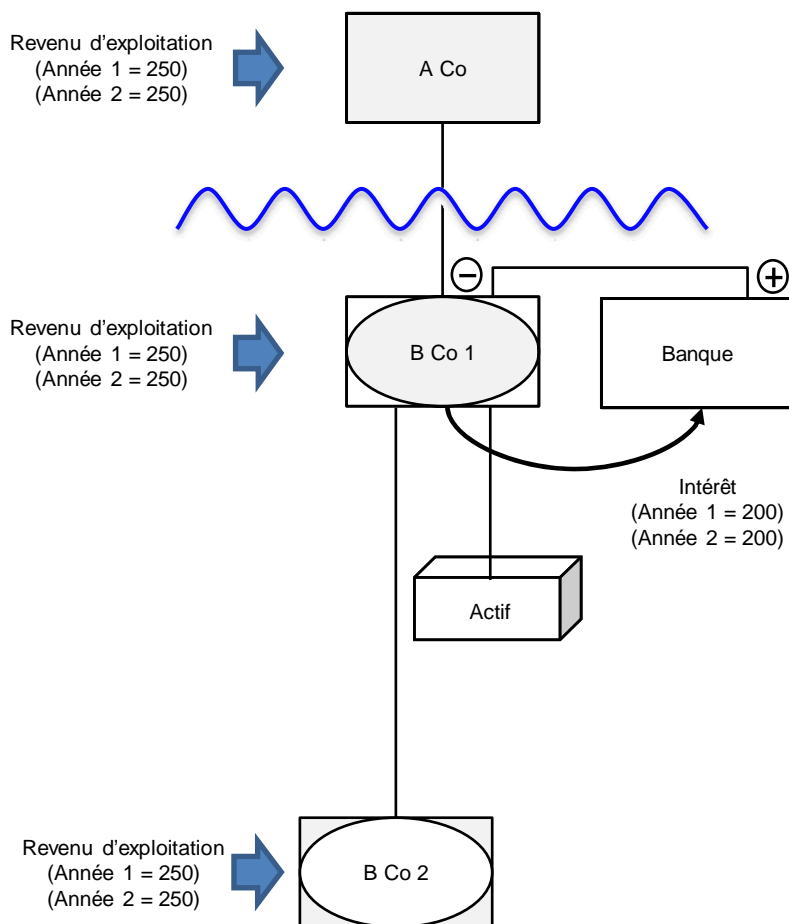 Revenu d'exploitation
(Année 1 = 250)
(Année 2 = 250)
A Co
−
+
Revenu d'exploitation
(Année 1 = 250)
(Année 2 = 250)
B Co 1
Banque
Intérêt
(Année 1 = 200)
(Année 2 = 200)
Actif
Revenu d'exploitation
(Année 1 = 250)
(Année 2 = 250)
B Co 2